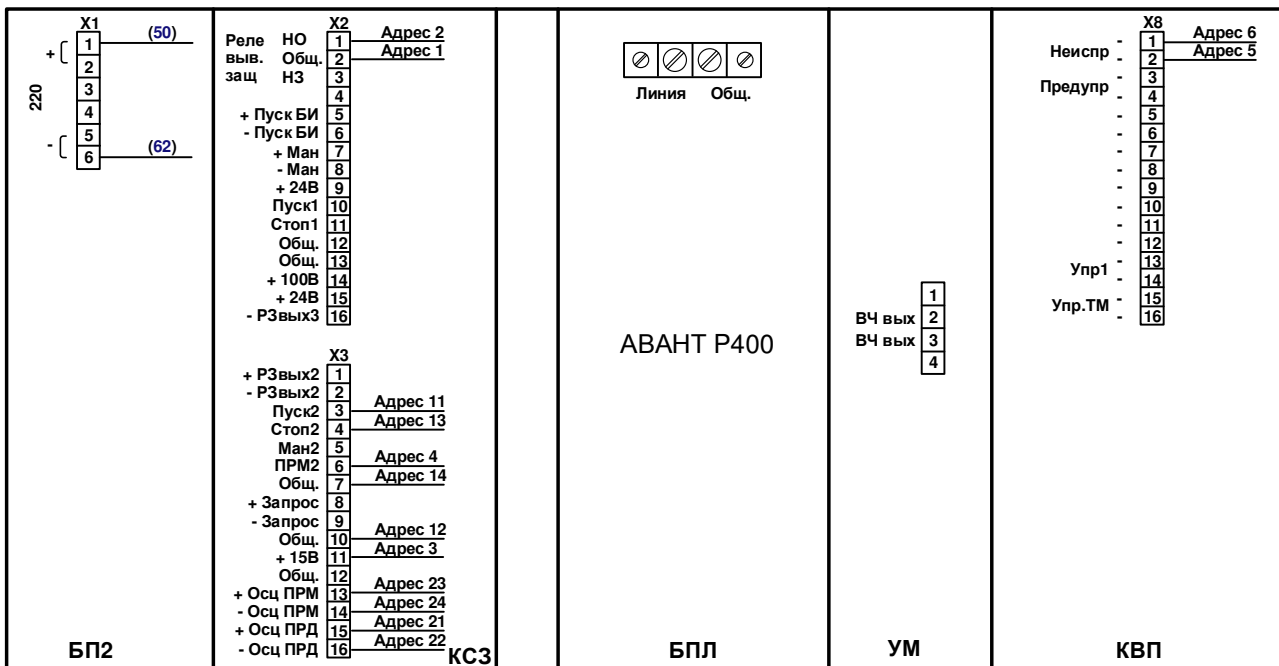 X1
1 (50)
+
2
220
3
4
5
-
6 (62)
БП2
X2
Реле НО 1 Адрес 2
выв. Общ. 2 Адрес 1
защ НЗ 3
4
+ Пуск БИ 5
- Пуск БИ 6
+ Ман 7
- Ман 8
+ 24В 9
Пуск1 10
Стоп1 11
Общ. 12
Общ. 13
+ 100В 14
+ 24В 15
- РЗвых3 16
X3
+ РЗвых2 1
- РЗвых2 2
Пуск2 3 Адрес 11
Стоп2 4 Адрес 13
Ман2 5
ПРМ2 6 Адрес 4
Общ. 7 Адрес 14
+ Запрос 8
- Запрос 9
Общ. 10 Адрес 12
+ 15В 11 Адрес 3
Общ. 12
+ Осц ПРМ 13 Адрес 23
- Осц ПРМ 14 Адрес 24
+ Осц ПРД 15 Адрес 21
- Осц ПРД 16 Адрес 22
КСЗ
Линия Общ.
АВАНТ Р400
БПЛ
1
ВЧ вых 2
ВЧ вых 3
4
УМ
X8
- 1 Адрес 6
Неиспр
- 2 Адрес 5
- 3
Предупр
- 4
- 5
- 6
- 7
- 8
- 9
- 10
- 11
- 12
- 13
Упр1
- 14
- 15
Упр.ТМ
- 16
КВП